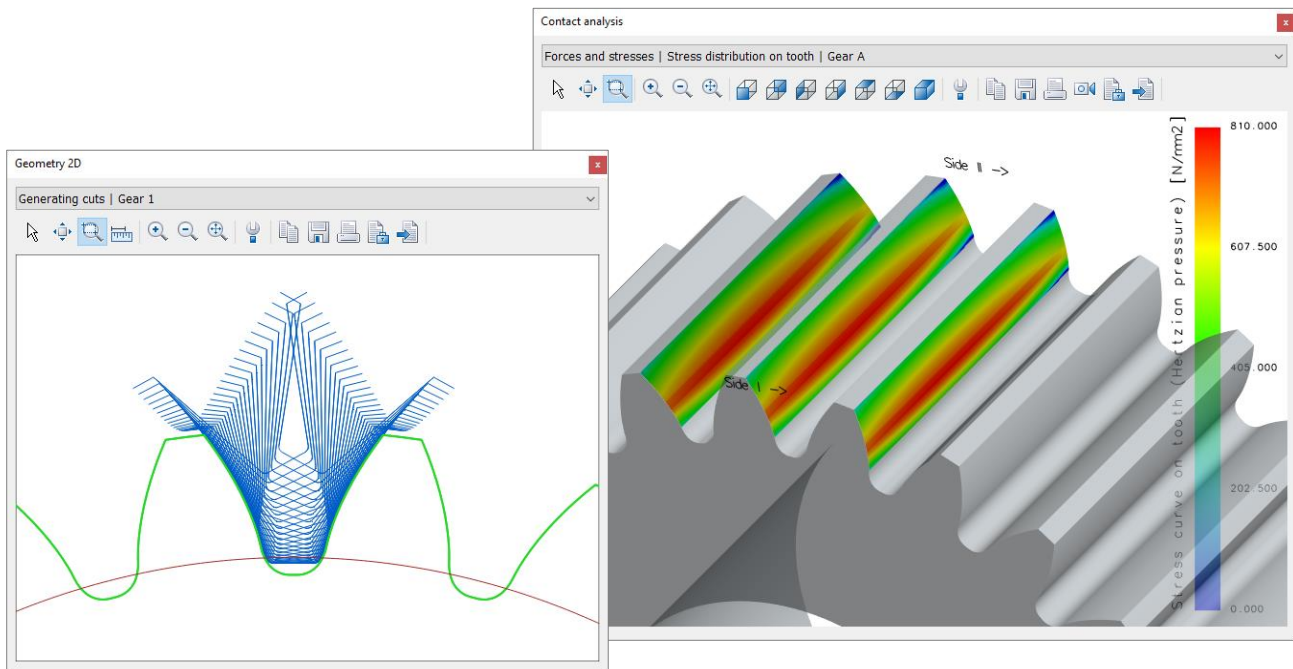 Contact analysis
x
Forces and stresses | Stress distribution on tooth | Gear A
Geometry 2D
x
Generating cuts | Gear 1
Side II -->
Side I -->
Stress curve on tooth (Hertzian pressure) [N/mm2]
810.000
607.500
405.000
202.500
0.000